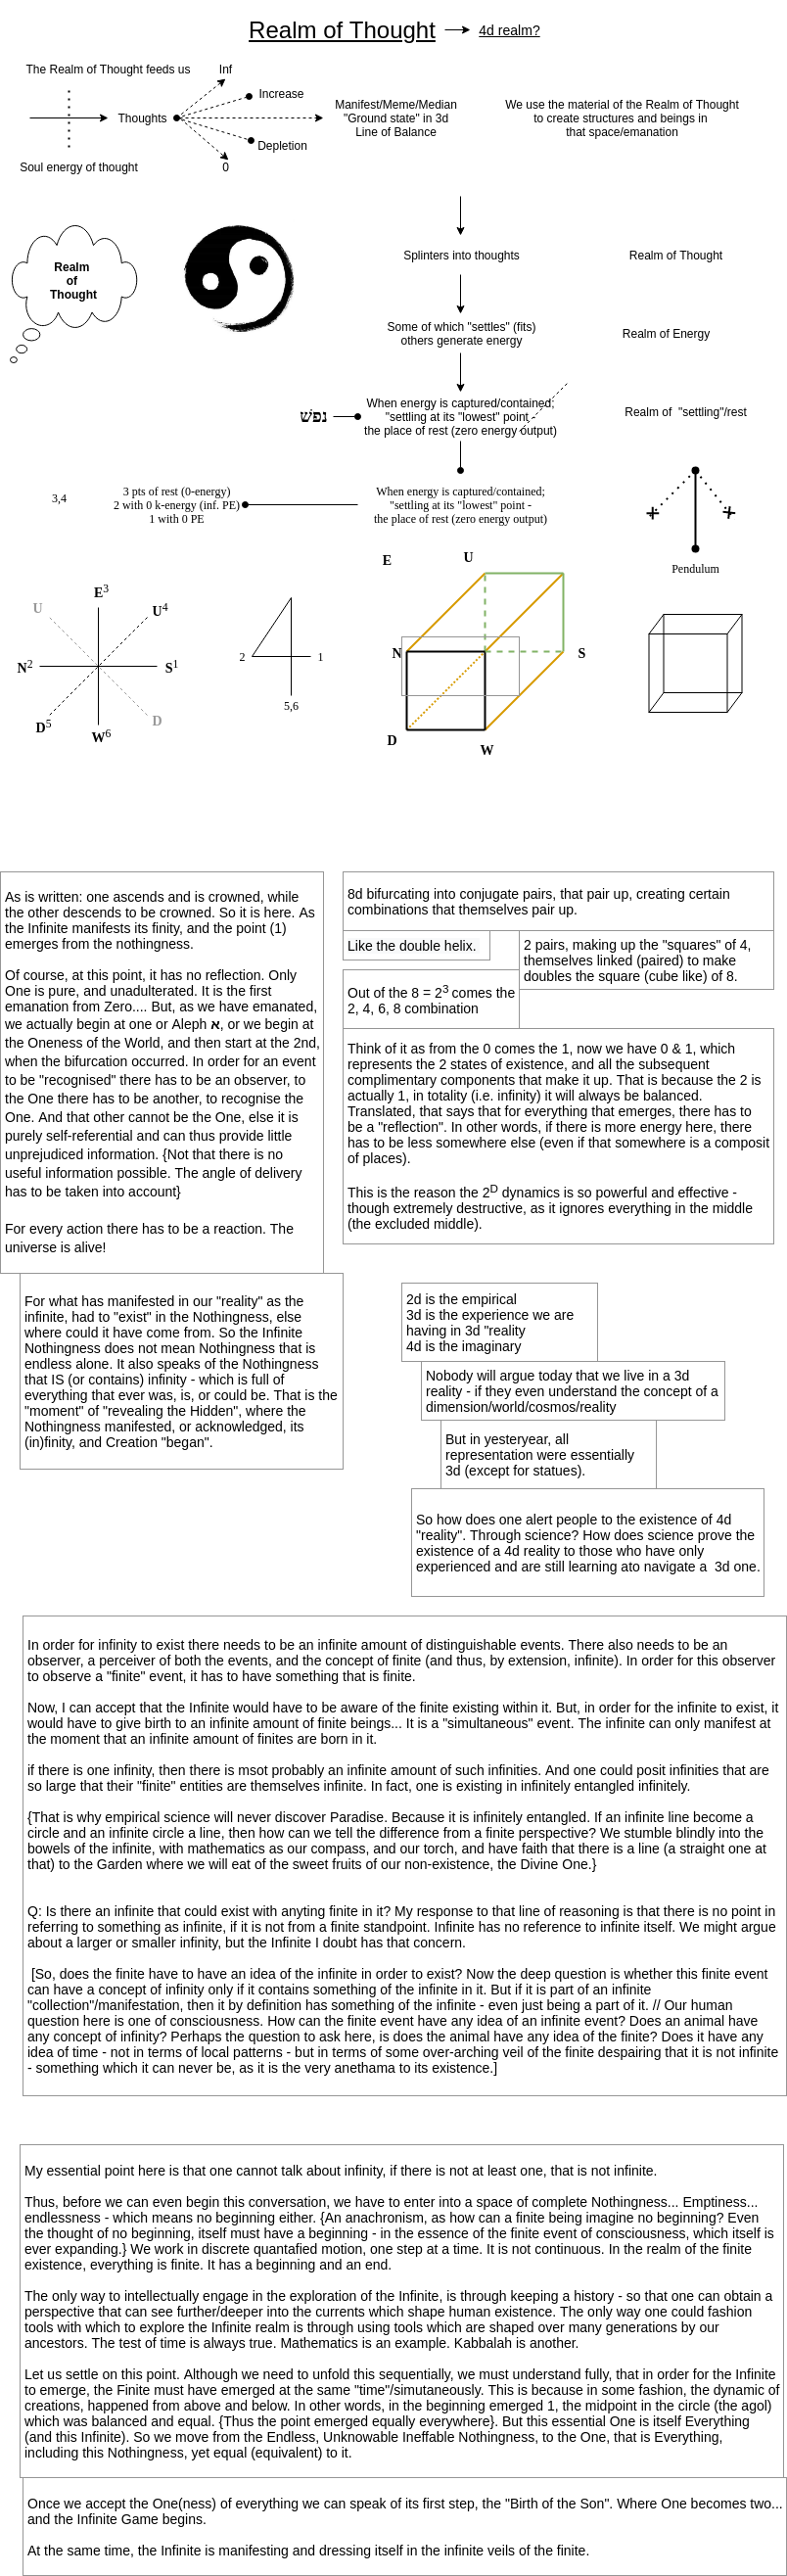 Realm of Thought
4d realm?
The Realm of Thought feeds us
Inf
Increase
Thoughts
Manifest/Meme/Median
"Ground state" in 3d
Line of Balance
We use the material of the Realm of Thought
to create structures and beings in
that space/emanation
Depletion
Soul energy of thought
0
Realm
of
Thought
Splinters into thoughts
Realm of Thought
Some of which "settles" (fits)
others generate energy
Realm of Energy
נפש
When energy is captured/contained;
"settling at its "lowest" point -
the place of rest (zero energy output)
Realm of "settling"/rest
3,4
3 pts of rest (0-energy)
2 with 0 k-energy (inf. PE)
1 with 0 PE
When energy is captured/contained;
"settling at its "lowest" point -
the place of rest (zero energy output)
Pendulum
U
E3
U4
N2
S1
D5
W6
D
2
1
5,6
E
U
N
S
D
W
As is written: one ascends and is crowned, while
the other descends to be crowned. So it is here. As
the Infinite manifests its finity, and the point (1)
emerges from the nothingness.
Of course, at this point, it has no reflection. Only
One is pure, and unadulterated. It is the first
emanation from Zero.... But, as we have emanated,
we actually begin at one or Aleph א, or we begin at
the Oneness of the World, and then start at the 2nd,
when the bifurcation occurred. In order for an event
to be "recognised" there has to be an observer, to
the One there has to be another, to recognise the
One. And that other cannot be the One, else it is
purely self-referential and can thus provide little
unprejudiced information. {Not that there is no
useful information possible. The angle of delivery
has to be taken into account}
For every action there has to be a reaction. The
universe is alive!
8d bifurcating into conjugate pairs, that pair up, creating certain
combinations that themselves pair up.
Like the double helix.
2 pairs, making up the "squares" of 4,
themselves linked (paired) to make
doubles the square (cube like) of 8.
Out of the 8 = 23 comes the
2, 4, 6, 8 combination
Think of it as from the 0 comes the 1, now we have 0 & 1, which
represents the 2 states of existence, and all the subsequent
complimentary components that make it up. That is because the 2 is
actually 1, in totality (i.e. infinity) it will always be balanced.
Translated, that says that for everything that emerges, there has to
be a "reflection". In other words, if there is more energy here, there
has to be less somewhere else (even if that somewhere is a composit
of places).
This is the reason the 2D dynamics is so powerful and effective -
though extremely destructive, as it ignores everything in the middle
(the excluded middle).
For what has manifested in our "reality" as the
infinite, had to "exist" in the Nothingness, else
where could it have come from. So the Infinite
Nothingness does not mean Nothingness that is
endless alone. It also speaks of the Nothingness
that IS (or contains) infinity - which is full of
everything that ever was, is, or could be. That is the
"moment" of "revealing the Hidden", where the
Nothingness manifested, or acknowledged, its
(in)finity, and Creation "began".
2d is the empirical
3d is the experience we are
having in 3d "reality
4d is the imaginary
Nobody will argue today that we live in a 3d
reality - if they even understand the concept of a
dimension/world/cosmos/reality
But in yesteryear, all
representation were essentially
3d (except for statues).
So how does one alert people to the existence of 4d
"reality". Through science? How does science prove the
existence of a 4d reality to those who have only
experienced and are still learning ato navigate a 3d one.
In order for infinity to exist there needs to be an infinite amount of distinguishable events. There also needs to be an
observer, a perceiver of both the events, and the concept of finite (and thus, by extension, infinite). In order for this observer
to observe a "finite" event, it has to have something that is finite.
Now, I can accept that the Infinite would have to be aware of the finite existing within it. But, in order for the infinite to exist, it
would have to give birth to an infinite amount of finite beings... It is a "simultaneous" event. The infinite can only manifest at
the moment that an infinite amount of finites are born in it.
if there is one infinity, then there is msot probably an infinite amount of such infinities. And one could posit infinities that are
so large that their "finite" entities are themselves infinite. In fact, one is existing in infinitely entangled infinitely.
{That is why empirical science will never discover Paradise. Because it is infinitely entangled. If an infinite line become a
circle and an infinite circle a line, then how can we tell the difference from a finite perspective? We stumble blindly into the
bowels of the infinite, with mathematics as our compass, and our torch, and have faith that there is a line (a straight one at
that) to the Garden where we will eat of the sweet fruits of our non-existence, the Divine One.}
Q: Is there an infinite that could exist with anyting finite in it? My response to that line of reasoning is that there is no point in
referring to something as infinite, if it is not from a finite standpoint. Infinite has no reference to infinite itself. We might argue
about a larger or smaller infinity, but the Infinite I doubt has that concern.
[So, does the finite have to have an idea of the infinite in order to exist? Now the deep question is whether this finite event
can have a concept of infinity only if it contains something of the infinite in it. But if it is part of an infinite
"collection"/manifestation, then it by definition has something of the infinite - even just being a part of it. // Our human
question here is one of consciousness. How can the finite event have any idea of an infinite event? Does an animal have
any concept of infinity? Perhaps the question to ask here, is does the animal have any idea of the finite? Does it have any
idea of time - not in terms of local patterns - but in terms of some over-arching veil of the finite despairing that it is not infinite
- something which it can never be, as it is the very anethama to its existence.]
My essential point here is that one cannot talk about infinity, if there is not at least one, that is not infinite.
Thus, before we can even begin this conversation, we have to enter into a space of complete Nothingness... Emptiness...
endlessness - which means no beginning either. {An anachronism, as how can a finite being imagine no beginning? Even
the thought of no beginning, itself must have a beginning - in the essence of the finite event of consciousness, which itself is
ever expanding.} We work in discrete quantafied motion, one step at a time. It is not continuous. In the realm of the finite
existence, everything is finite. It has a beginning and an end.
The only way to intellectually engage in the exploration of the Infinite, is through keeping a history - so that one can obtain a
perspective that can see further/deeper into the currents which shape human existence. The only way one could fashion
tools with which to explore the Infinite realm is through using tools which are shaped over many generations by our
ancestors. The test of time is always true. Mathematics is an example. Kabbalah is another.
Let us settle on this point. Although we need to unfold this sequentially, we must understand fully, that in order for the Infinite
to emerge, the Finite must have emerged at the same "time"/simutaneously. This is because in some fashion, the dynamic of
creations, happened from above and below. In other words, in the beginning emerged 1, the midpoint in the circle (the agol)
which was balanced and equal. {Thus the point emerged equally everywhere}. But this essential One is itself Everything
(and this Infinite). So we move from the Endless, Unknowable Ineffable Nothingness, to the One, that is Everything,
including this Nothingness, yet equal (equivalent) to it.
Once we accept the One(ness) of everything we can speak of its first step, the "Birth of the Son". Where One becomes two...
and the Infinite Game begins.
At the same time, the Infinite is manifesting and dressing itself in the infinite veils of the finite.